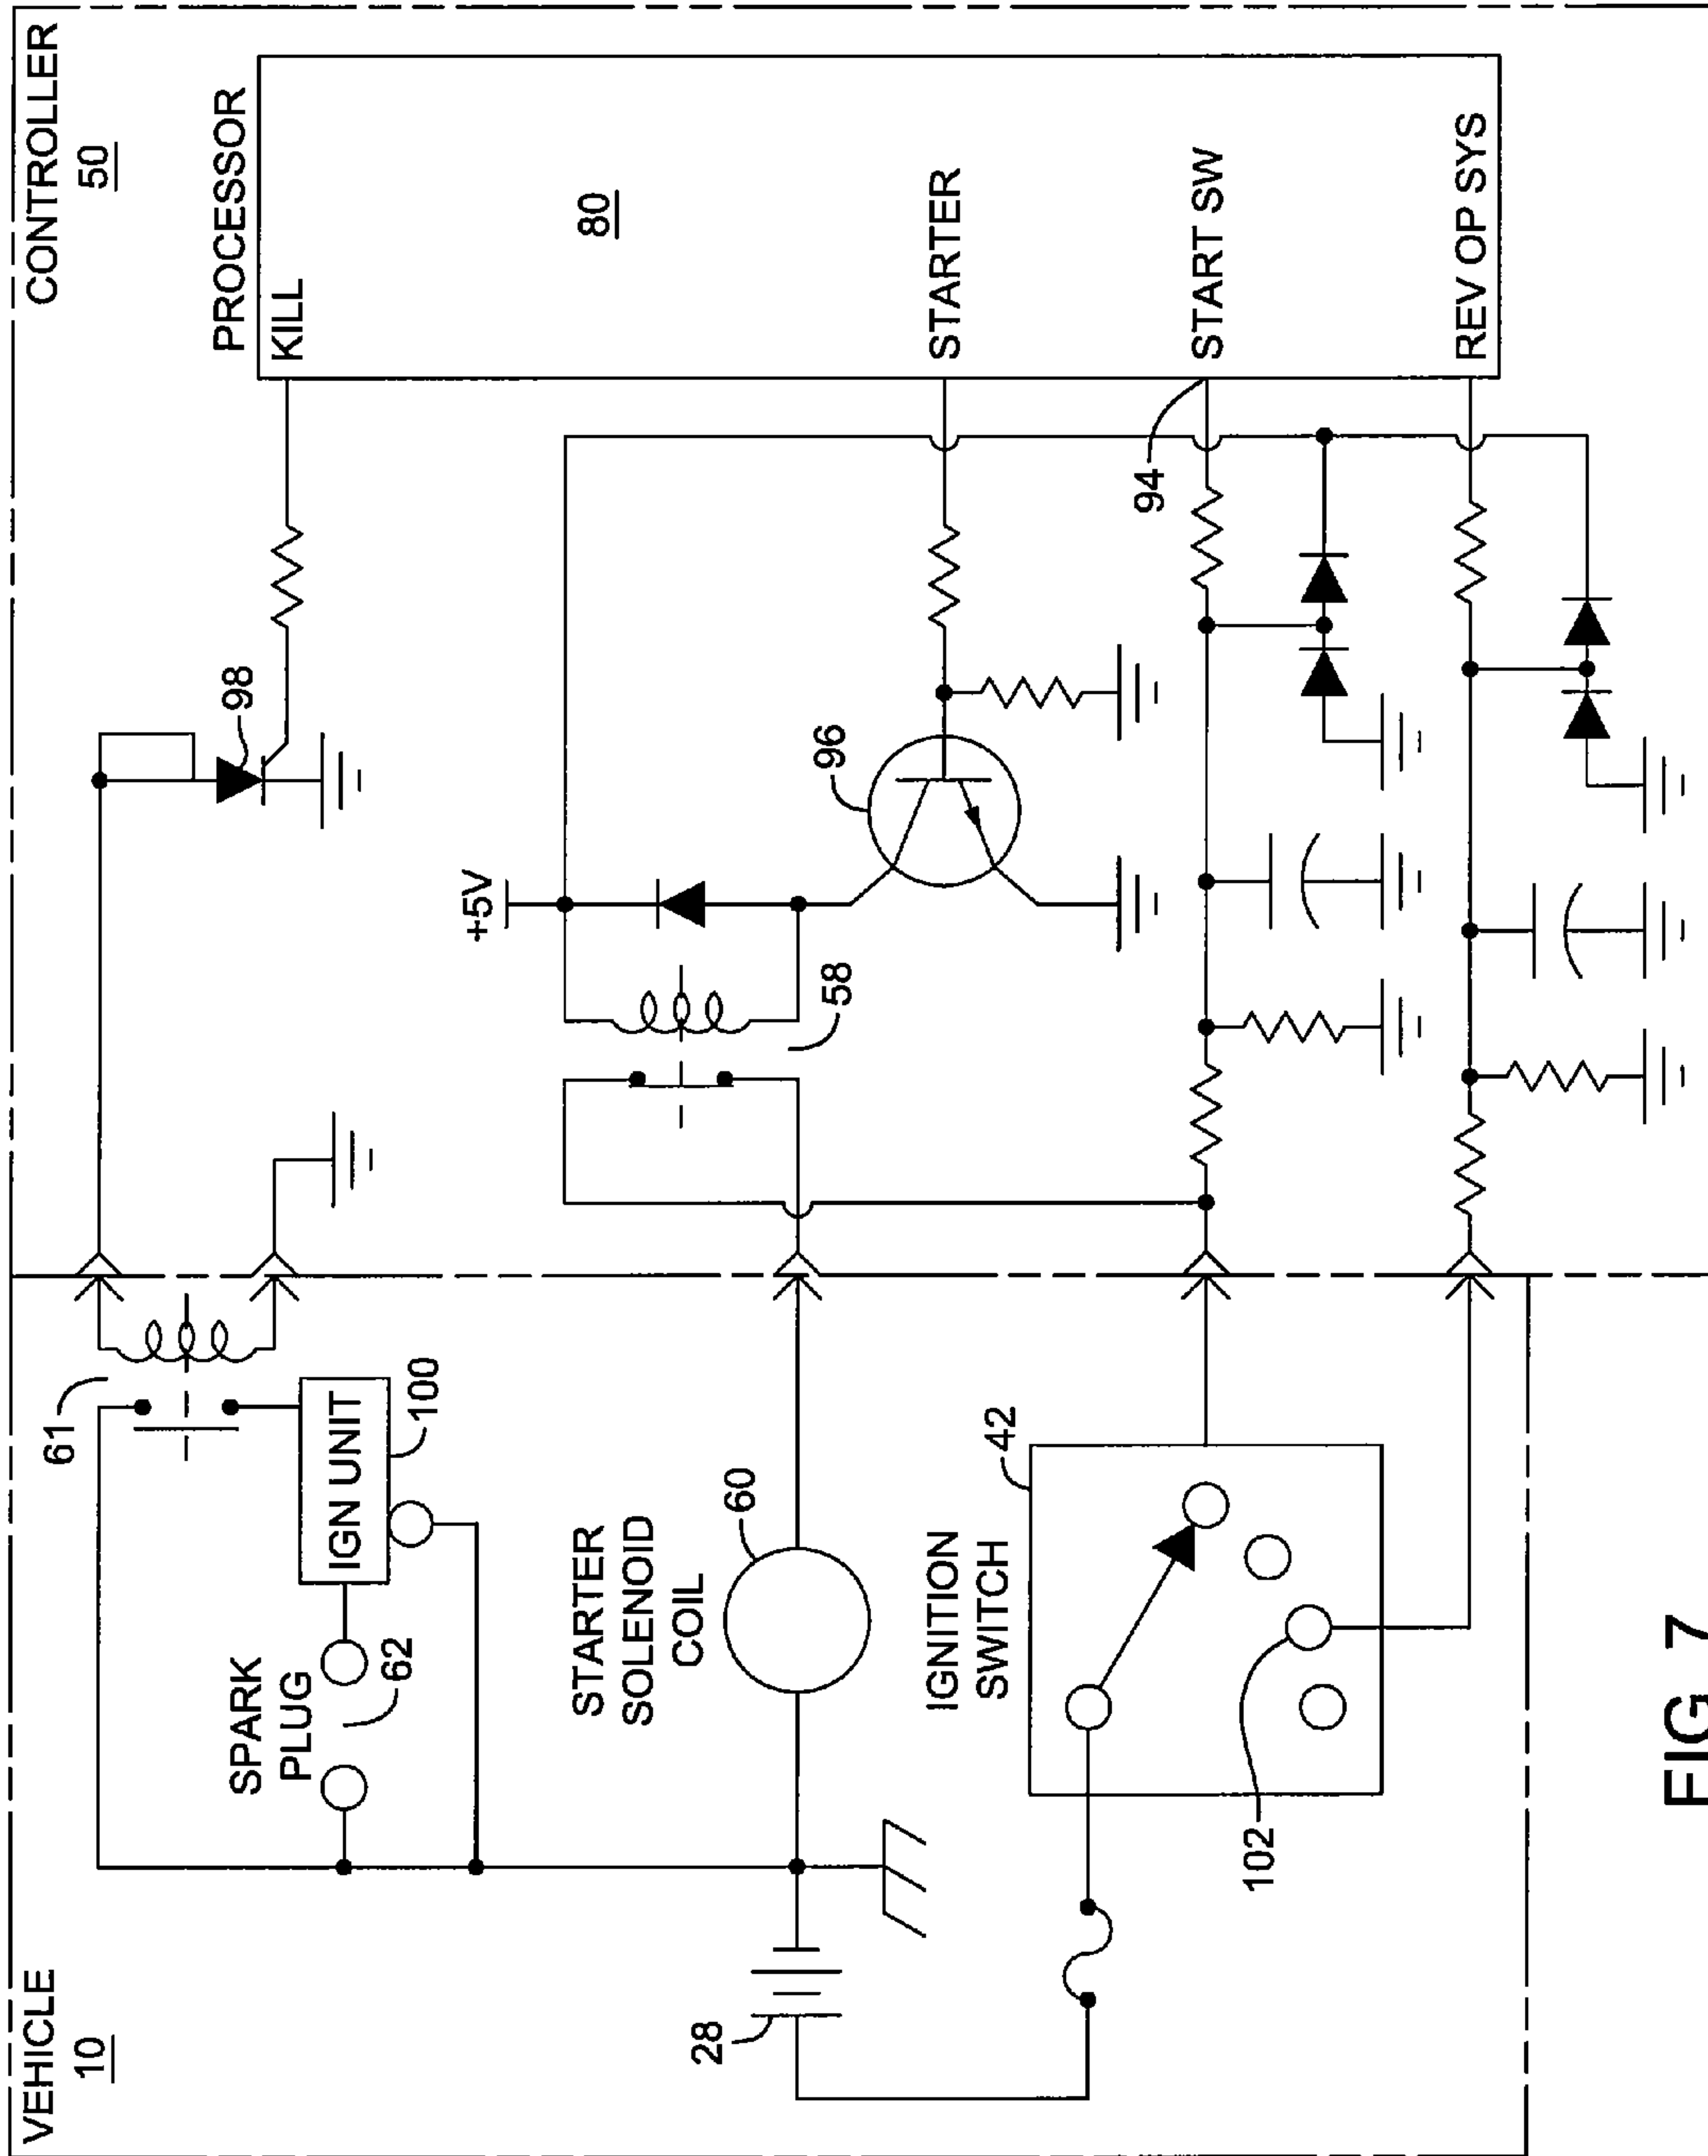 VEHICLE
10
CONTROLLER
50
PROCESSOR
KILL
80
STARTER
START SW
REV OP SYS
98
61
IGN UNIT
100
SPARK
PLUG
62
+5V
96
58
94
STARTER
SOLENOID
COIL
60
28
IGNITION
SWITCH
42
102
FIG 7